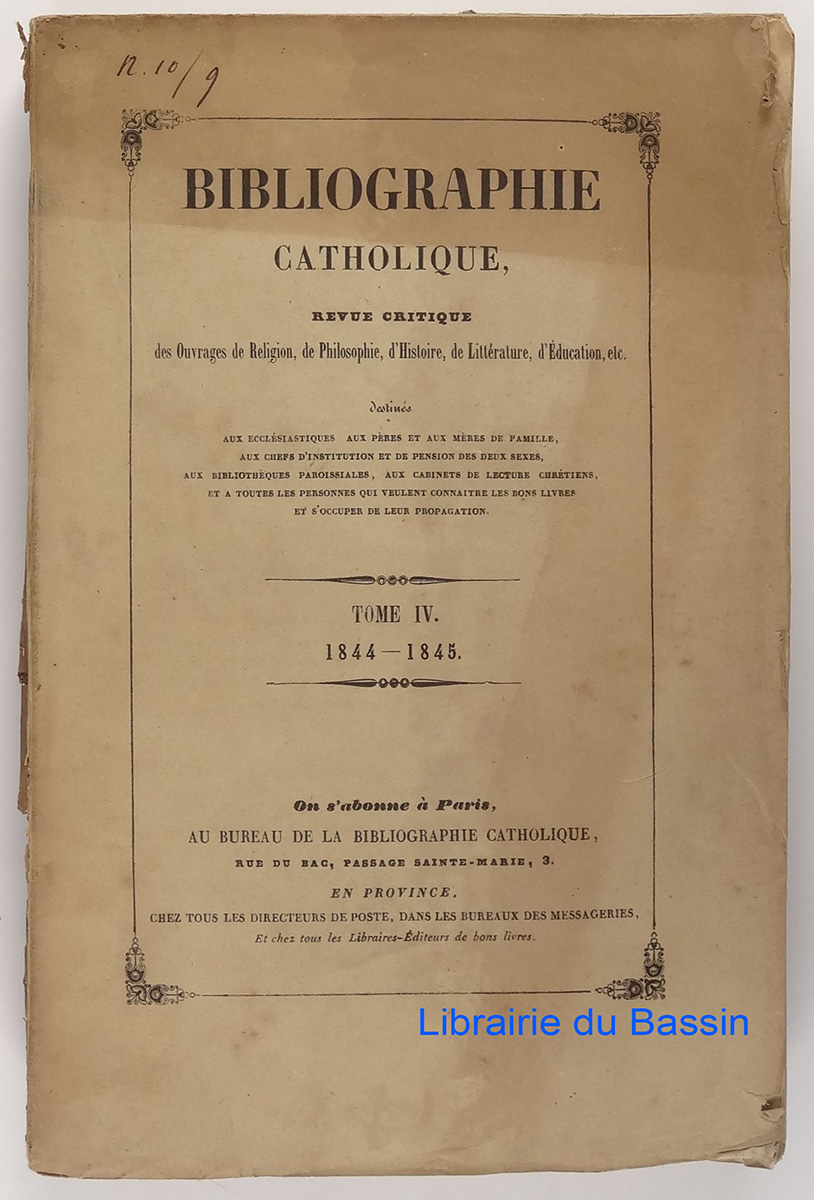 n. 10/9
BIBLIOGRAPHIE
CATHOLIQUE,
REVUE CRITIQUE
des Ouvrages de Religion, de Philosophie, d'Histoire, de Littérature, d'Éducation, etc.
destinés
AUX ECCLÉSIASTIQUES AUX PÈRES ET AUX MÈRES DE FAMILLE,
AUX CHEFS D'INSTITUTION ET DE PENSION DES DEUX SEXES,
AUX BIBLIOTHÈQUES PAROISSIALES, AUX CABINETS DE LECTURE CHRÉTIENS,
ET A TOUTES LES PERSONNES QUI VEULENT CONNAITRE LES BONS LIVRES
ET S'OCCUPER DE LEUR PROPAGATION.
TOME IV.
1844—1845.
On s'abonne à Paris,
AU BUREAU DE LA BIBLIOGRAPHIE CATHOLIQUE,
RUE DU BAC, PASSAGE SAINTE-MARIE, 3.
EN PROVINCE,
CHEZ TOUS LES DIRECTEURS DE POSTE, DANS LES BUREAUX DES MESSAGERIES,
Et chez tous les Libraires-Éditeurs de bons livres.
Librairie du Bassin